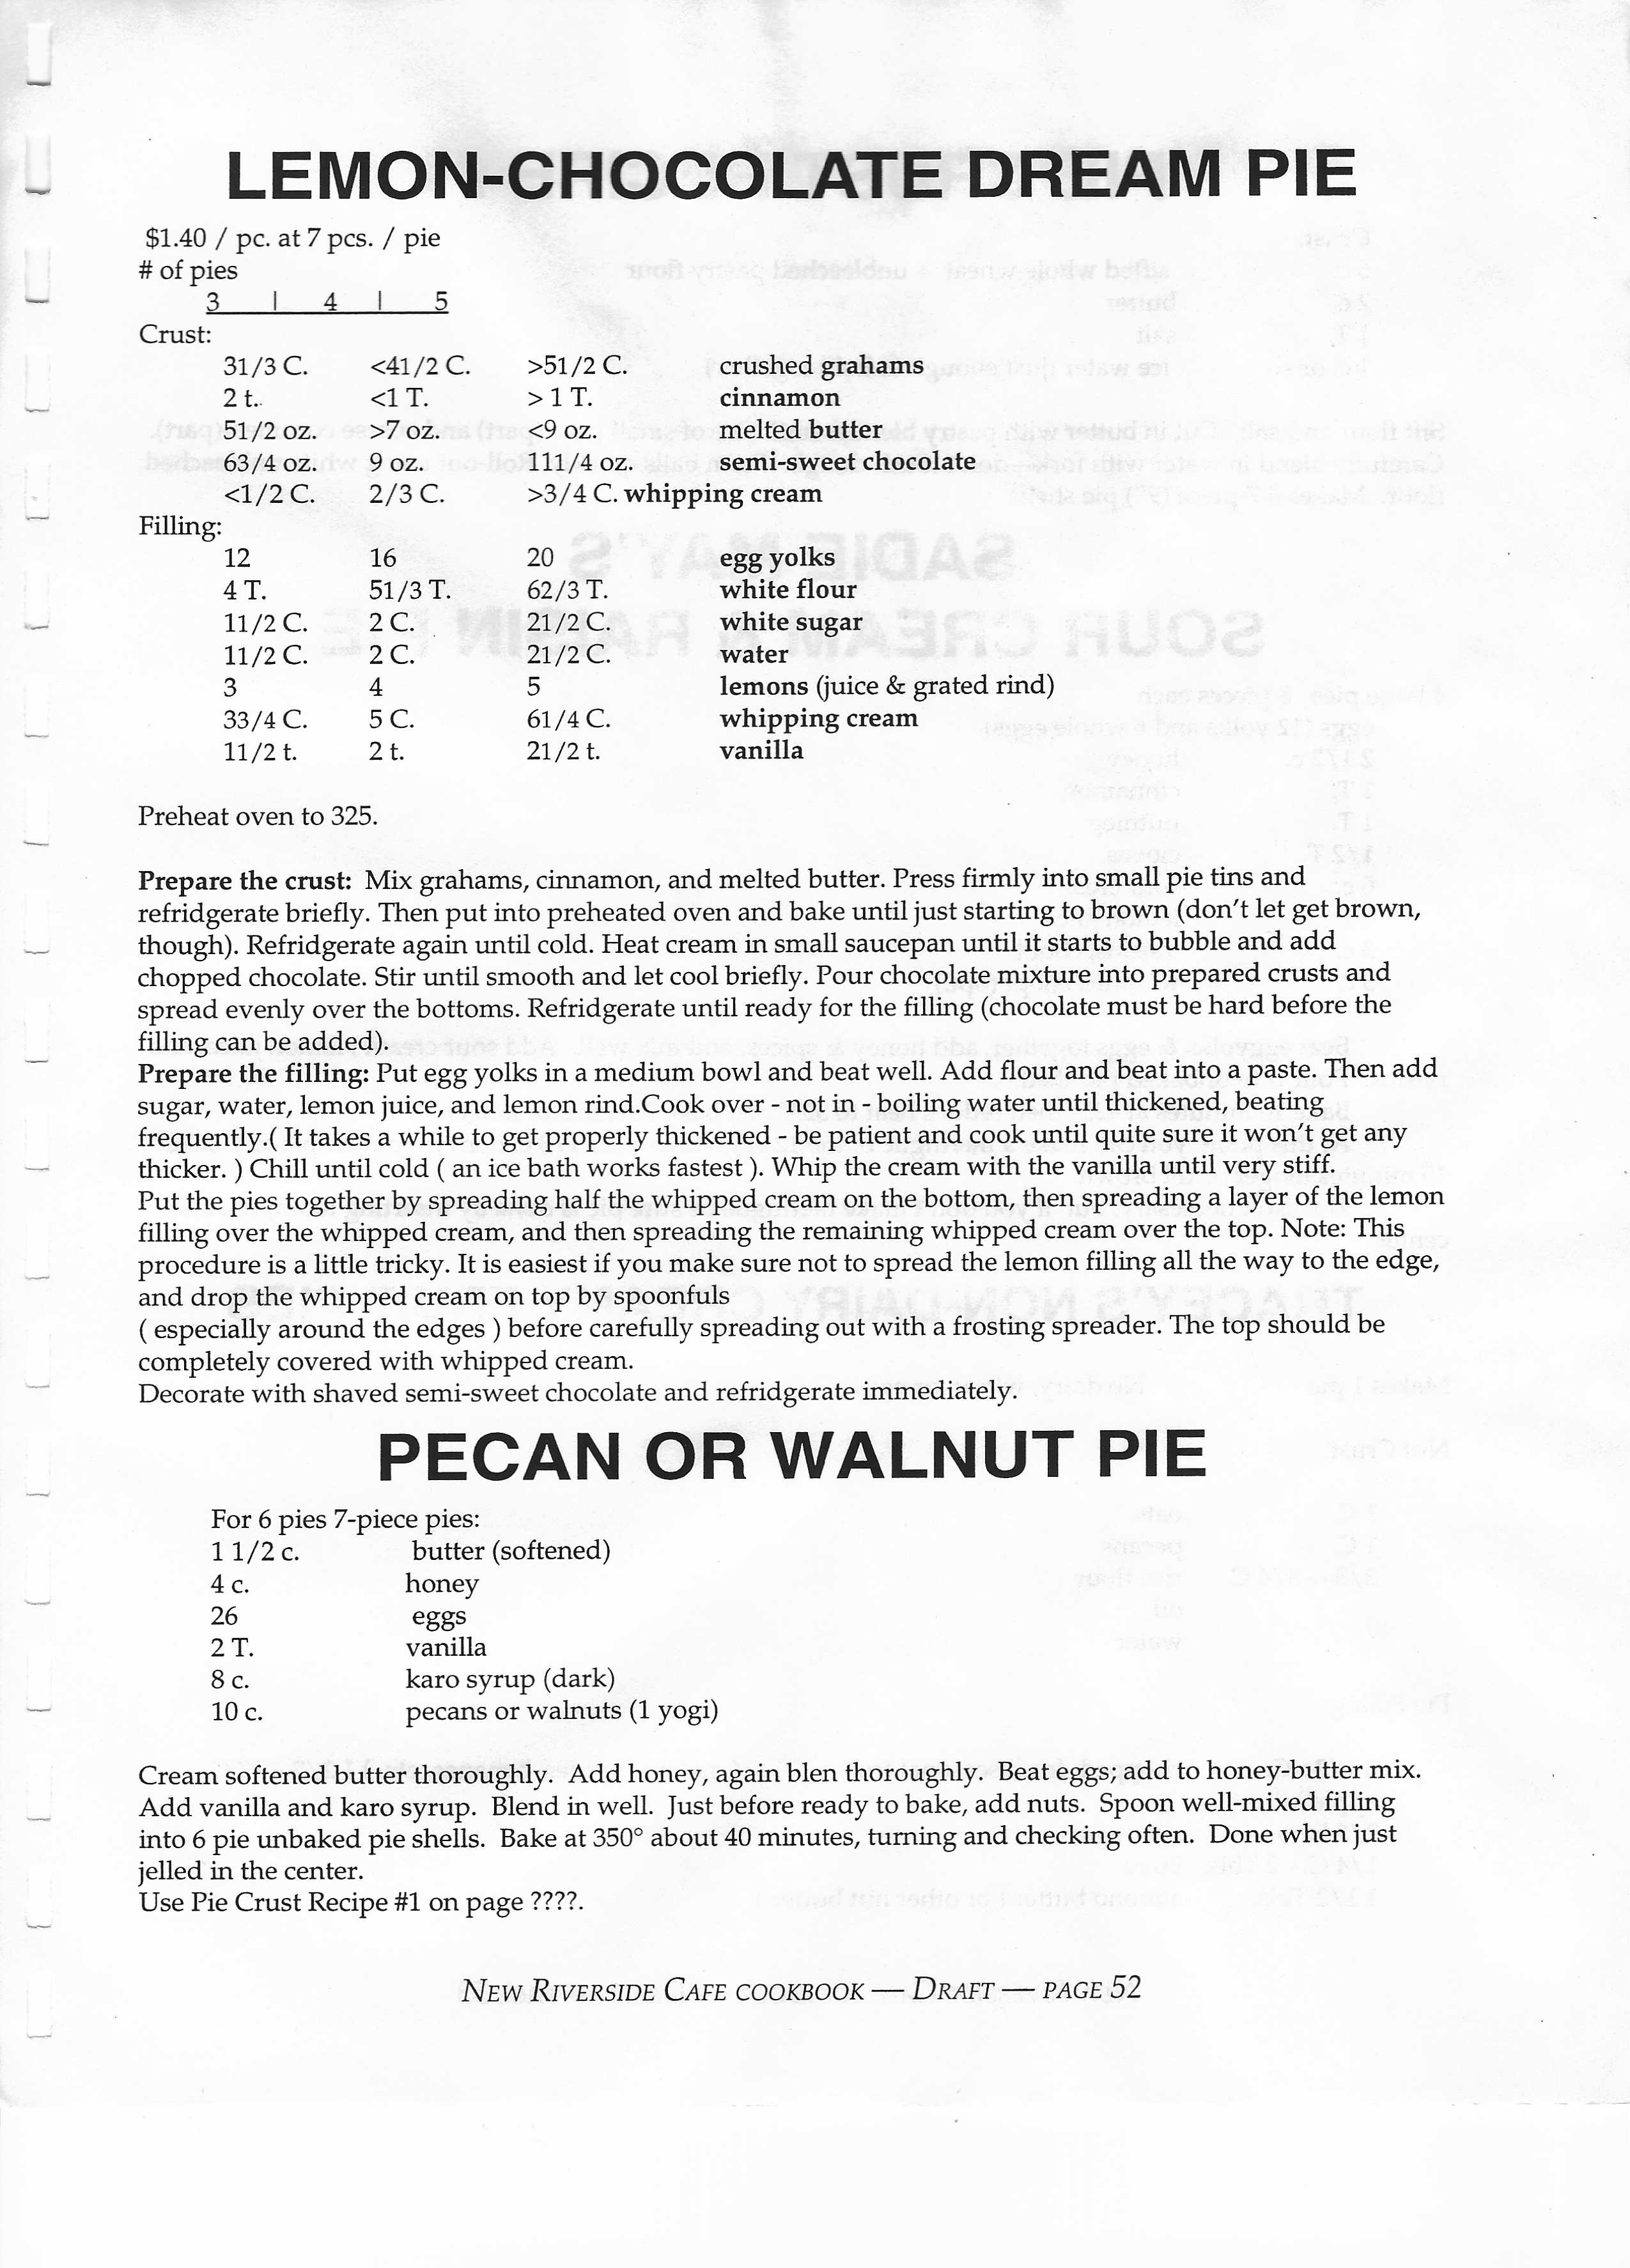 LEMON-CHOCOLATE DREAM PIE
$1.40 / pc. at 7 pcs. / pie
# of pies
3 | 4 | 5
Crust:
31/3 C. <41/2 C. >51/2 C. crushed grahams
2 t. <1 T. > 1 T. cinnamon
51/2 oz. >7 oz. <9 oz. melted butter
63/4 oz. 9 oz. 111/4 oz. semi-sweet chocolate
<1/2 C. 2/3 C. >3/4 C. whipping cream
Filling:
12 16 20 egg yolks
4 T. 51/3 T. 62/3 T. white flour
11/2 C. 2 C. 21/2 C. white sugar
11/2 C. 2 C. 21/2 C. water
3 4 5 lemons (juice & grated rind)
33/4 C. 5 C. 61/4 C. whipping cream
11/2 t. 2 t. 21/2 t. vanilla
Preheat oven to 325.
Prepare the crust: Mix grahams, cinnamon, and melted butter. Press firmly into small pie tins and
refridgerate briefly. Then put into preheated oven and bake until just starting to brown (don't let get brown,
though). Refridgerate again until cold. Heat cream in small saucepan until it starts to bubble and add
chopped chocolate. Stir until smooth and let cool briefly. Pour chocolate mixture into prepared crusts and
spread evenly over the bottoms. Refridgerate until ready for the filling (chocolate must be hard before the
filling can be added).
Prepare the filling: Put egg yolks in a medium bowl and beat well. Add flour and beat into a paste. Then add
sugar, water, lemon juice, and lemon rind.Cook over - not in - boiling water until thickened, beating
frequently.( It takes a while to get properly thickened - be patient and cook until quite sure it won't get any
thicker. ) Chill until cold ( an ice bath works fastest ). Whip the cream with the vanilla until very stiff.
Put the pies together by spreading half the whipped cream on the bottom, then spreading a layer of the lemon
filling over the whipped cream, and then spreading the remaining whipped cream over the top. Note: This
procedure is a little tricky. It is easiest if you make sure not to spread the lemon filling all the way to the edge,
and drop the whipped cream on top by spoonfuls
( especially around the edges ) before carefully spreading out with a frosting spreader. The top should be
completely covered with whipped cream.
Decorate with shaved semi-sweet chocolate and refridgerate immediately.
PECAN OR WALNUT PIE
For 6 pies 7-piece pies:
1 1/2 c. butter (softened)
4 c. honey
26 eggs
2 T. vanilla
8 c. karo syrup (dark)
10 c. pecans or walnuts (1 yogi)
Cream softened butter thoroughly. Add honey, again blen thoroughly. Beat eggs; add to honey-butter mix.
Add vanilla and karo syrup. Blend in well. Just before ready to bake, add nuts. Spoon well-mixed filling
into 6 pie unbaked pie shells. Bake at 350° about 40 minutes, turning and checking often. Done when just
jelled in the center.
Use Pie Crust Recipe #1 on page ????.
NEW RIVERSIDE CAFE COOKBOOK — DRAFT — PAGE 52